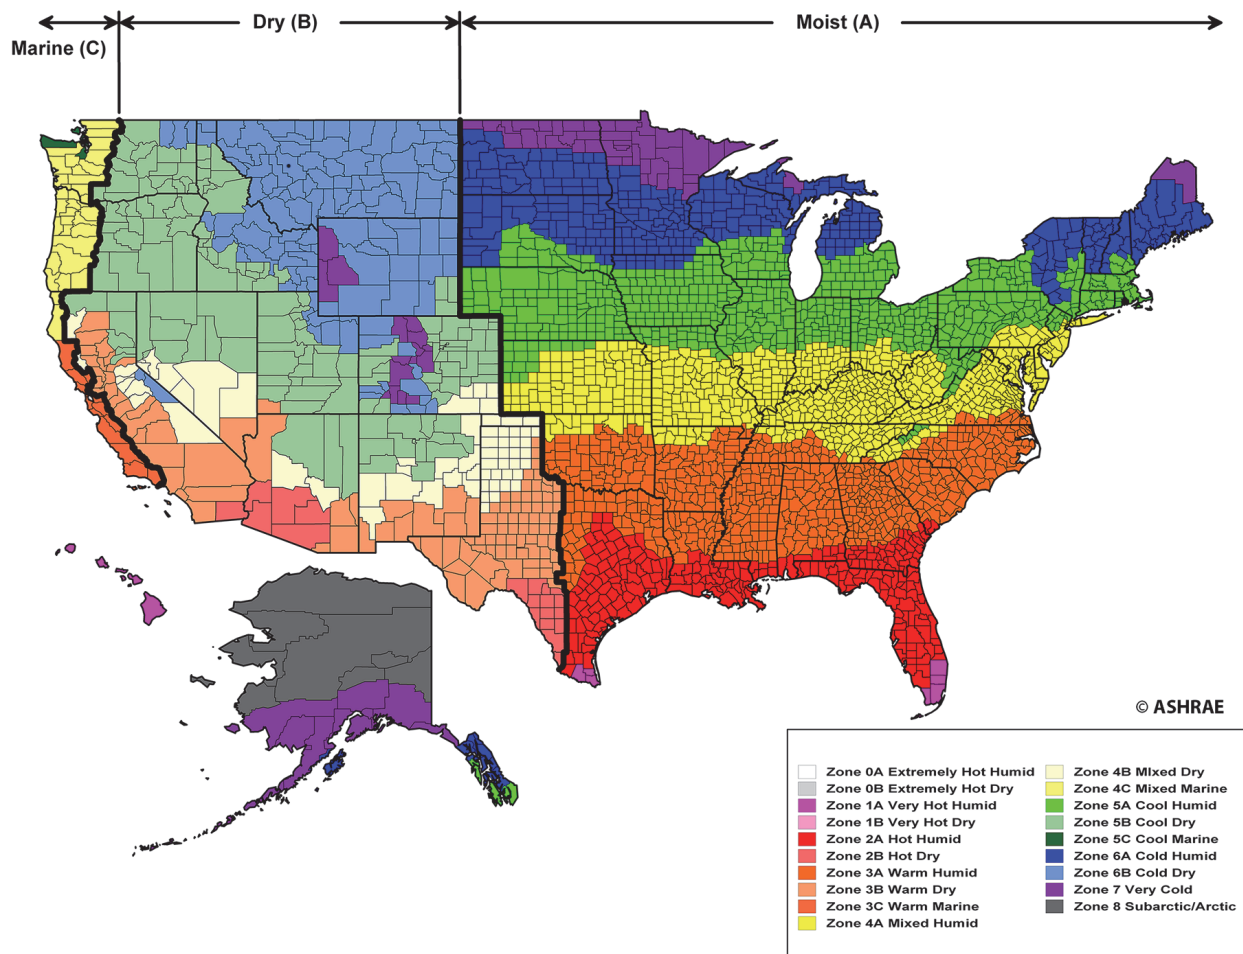 Dry (B)
Moist (A)
Marine (C)
© ASHRAE
Zone 0A Extremely Hot Humid
Zone 0B Extremely Hot Dry
Zone 1A Very Hot Humid
Zone 1B Very Hot Dry
Zone 2A Hot Humid
Zone 2B Hot Dry
Zone 3A Warm Humid
Zone 3B Warm Dry
Zone 3C Warm Marine
Zone 4A Mixed Humid
Zone 4B MIxed Dry
Zone 4C Mixed Marine
Zone 5A Cool Humid
Zone 5B Cool Dry
Zone 5C Cool Marine
Zone 6A Cold Humid
Zone 6B Cold Dry
Zone 7 Very Cold
Zone 8 Subarctic/Arctic